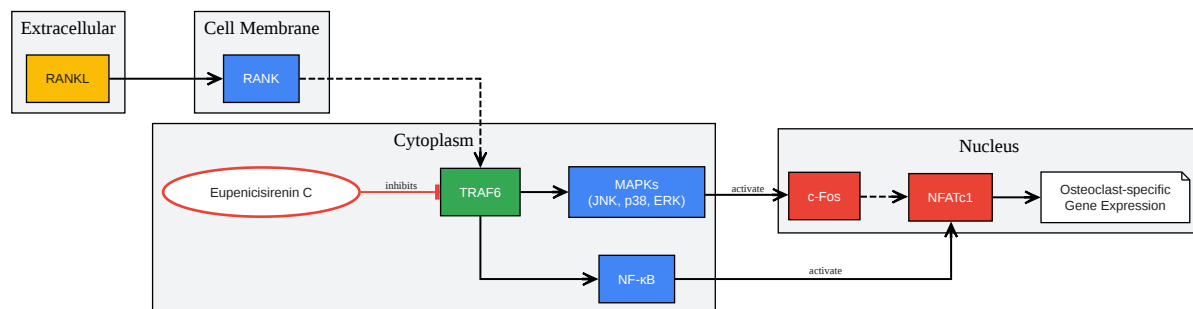 Extracellular
Cell Membrane
RANKL
RANK
Cytoplasm
Nucleus
Eupenicisirenin C
inhibits
TRAF6
MAPKs
(JNK, p38, ERK)
activate
c-Fos
NFATc1
Osteoclast-specific
Gene Expression
NF-κB
activate